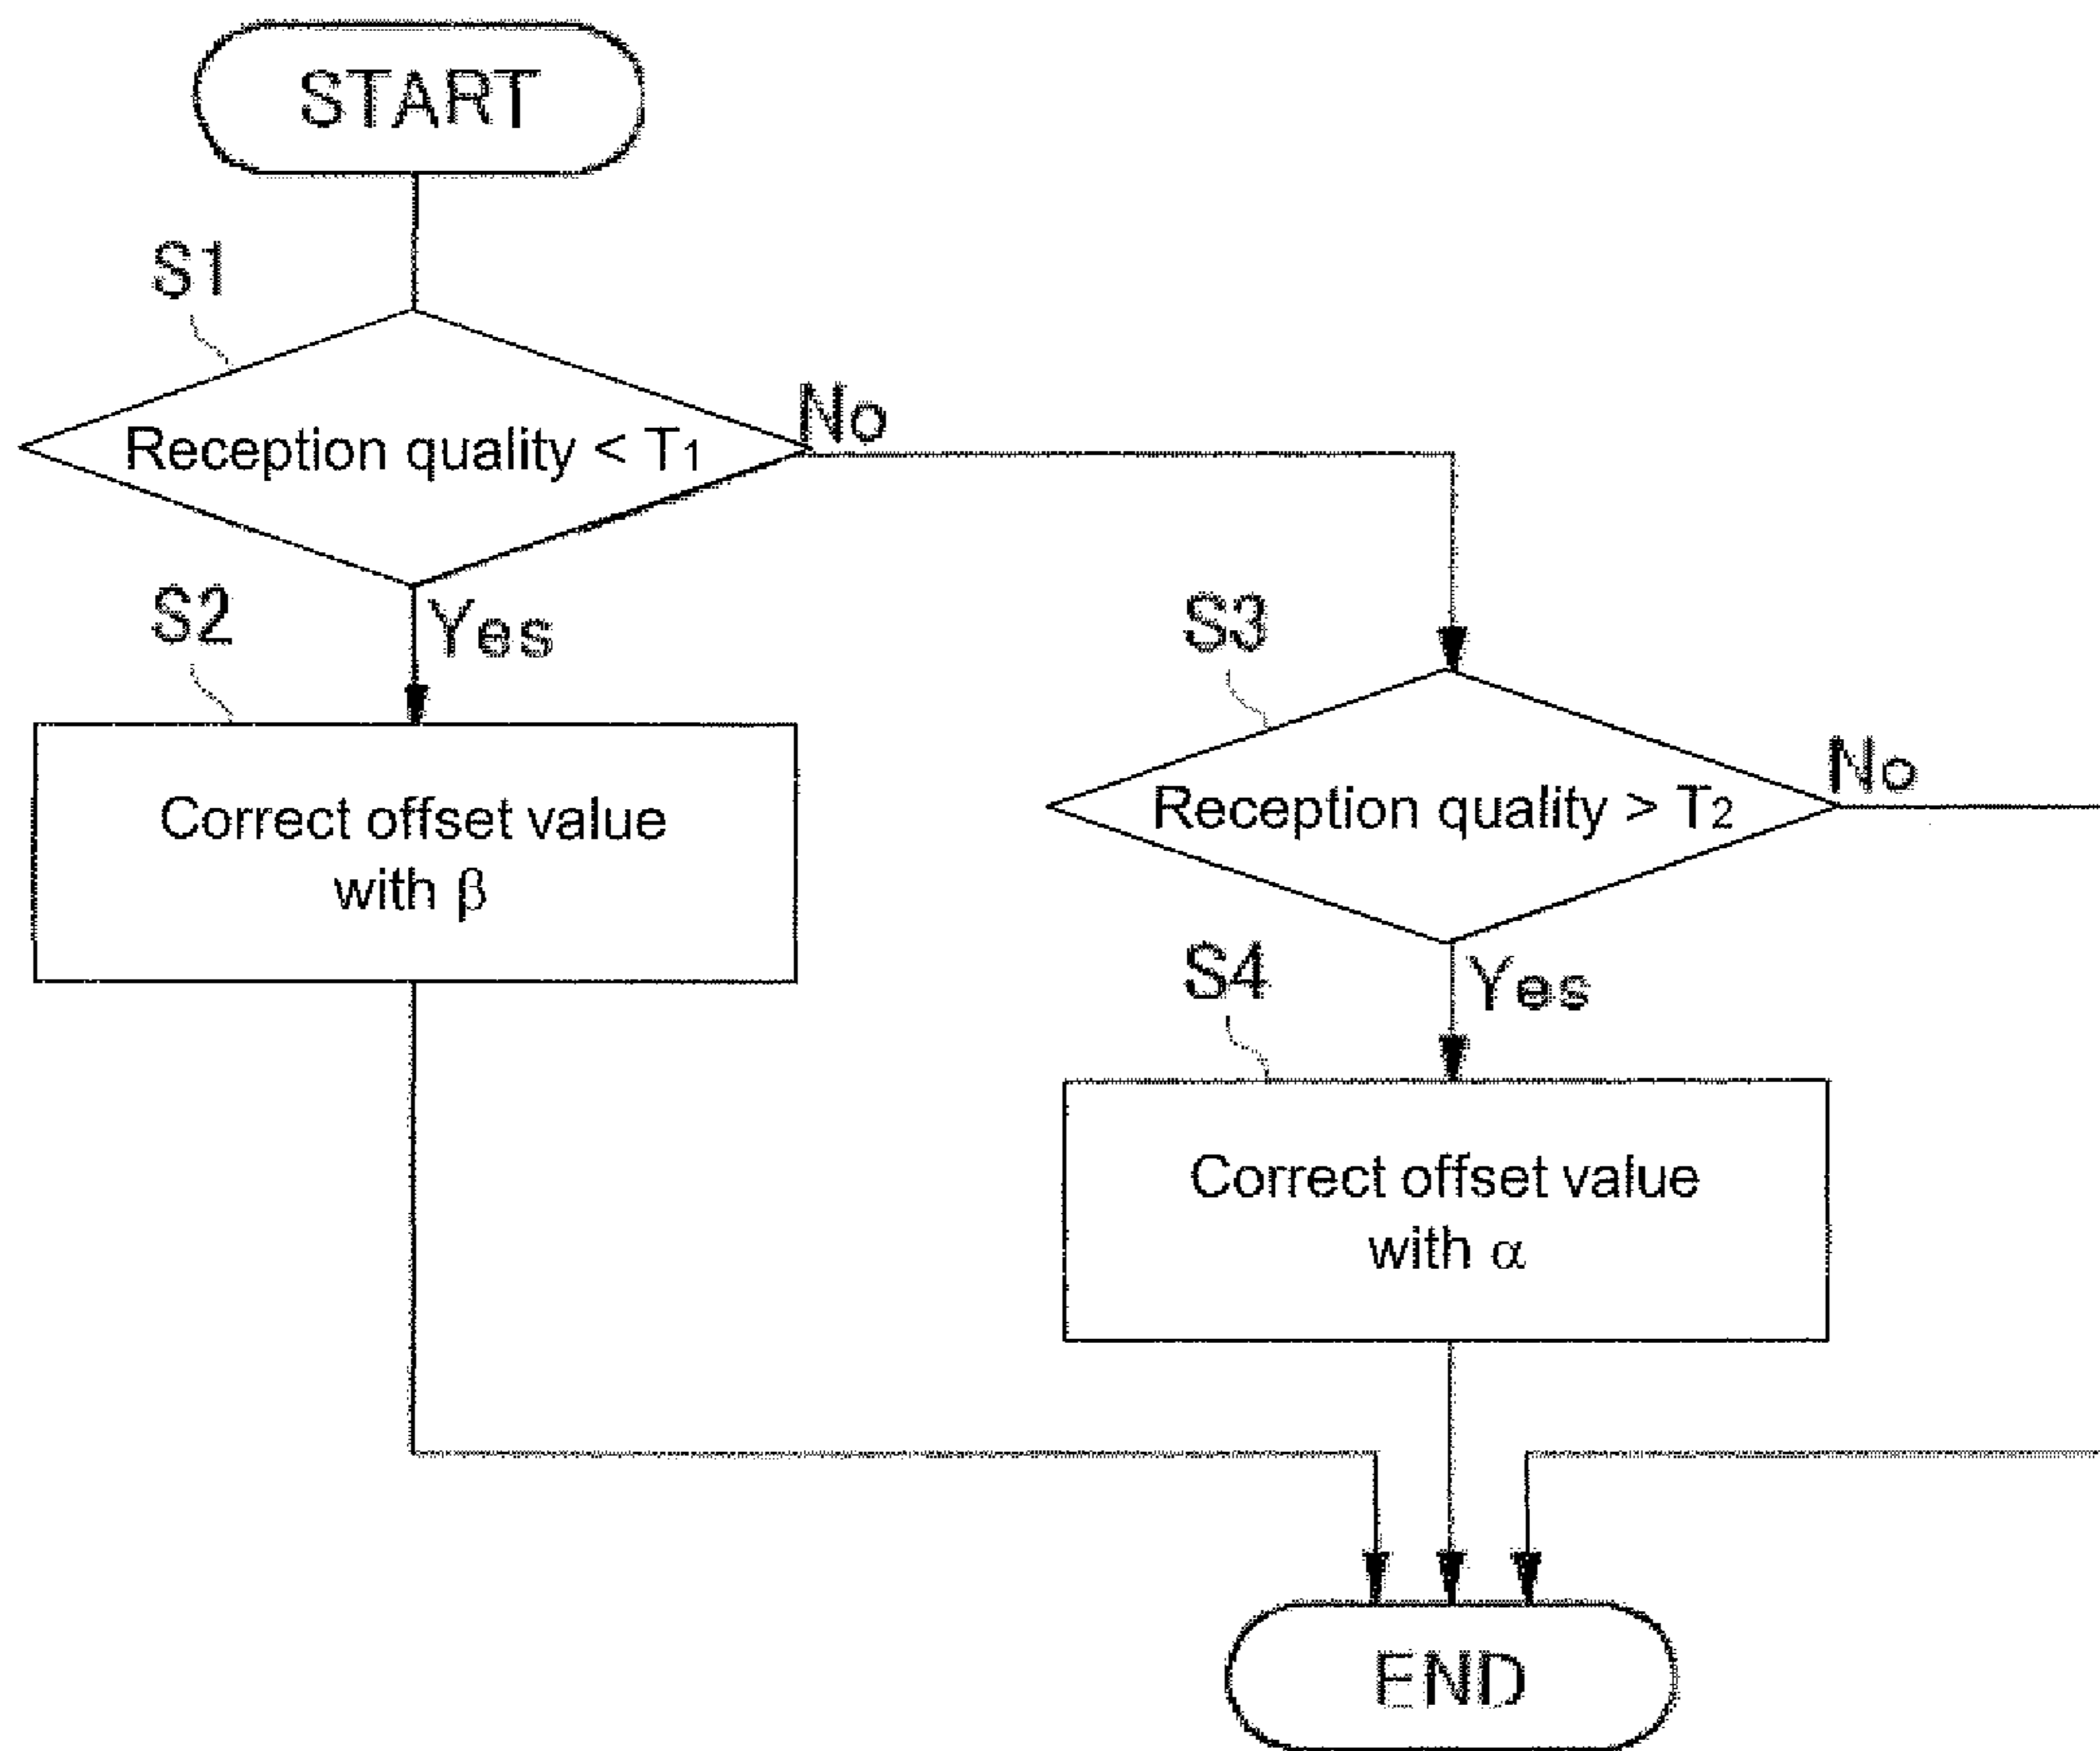 START
S1
Reception quality < T1
No
Yes
S2
Correct offset value
with β
S3
Reception quality > T2
No
Yes
S4
Correct offset value
with α
END